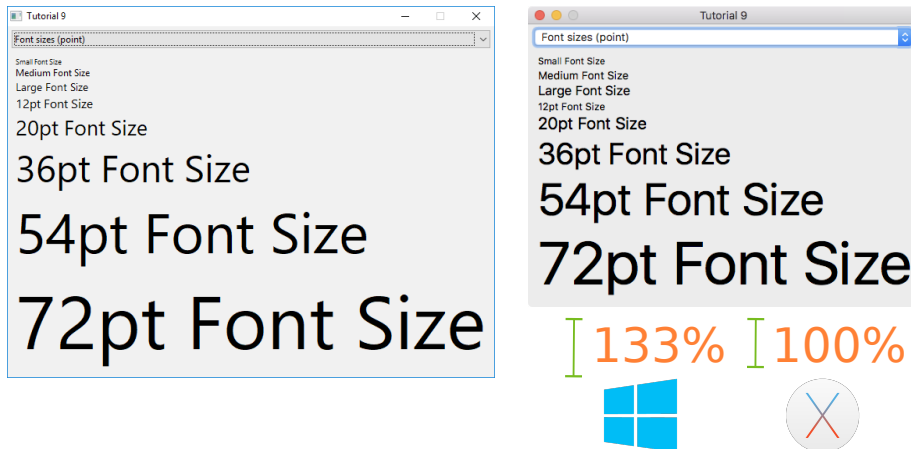 Tutorial 9
Font sizes (point)
Small Font Size
Medium Font Size
Large Font Size
12pt Font Size
20pt Font Size
36pt Font Size
54pt Font Size
72pt Font Size
Tutorial 9
Font sizes (point)
Small Font Size
Medium Font Size
Large Font Size
12pt Font Size
20pt Font Size
36pt Font Size
54pt Font Size
72pt Font Size
133% 100%